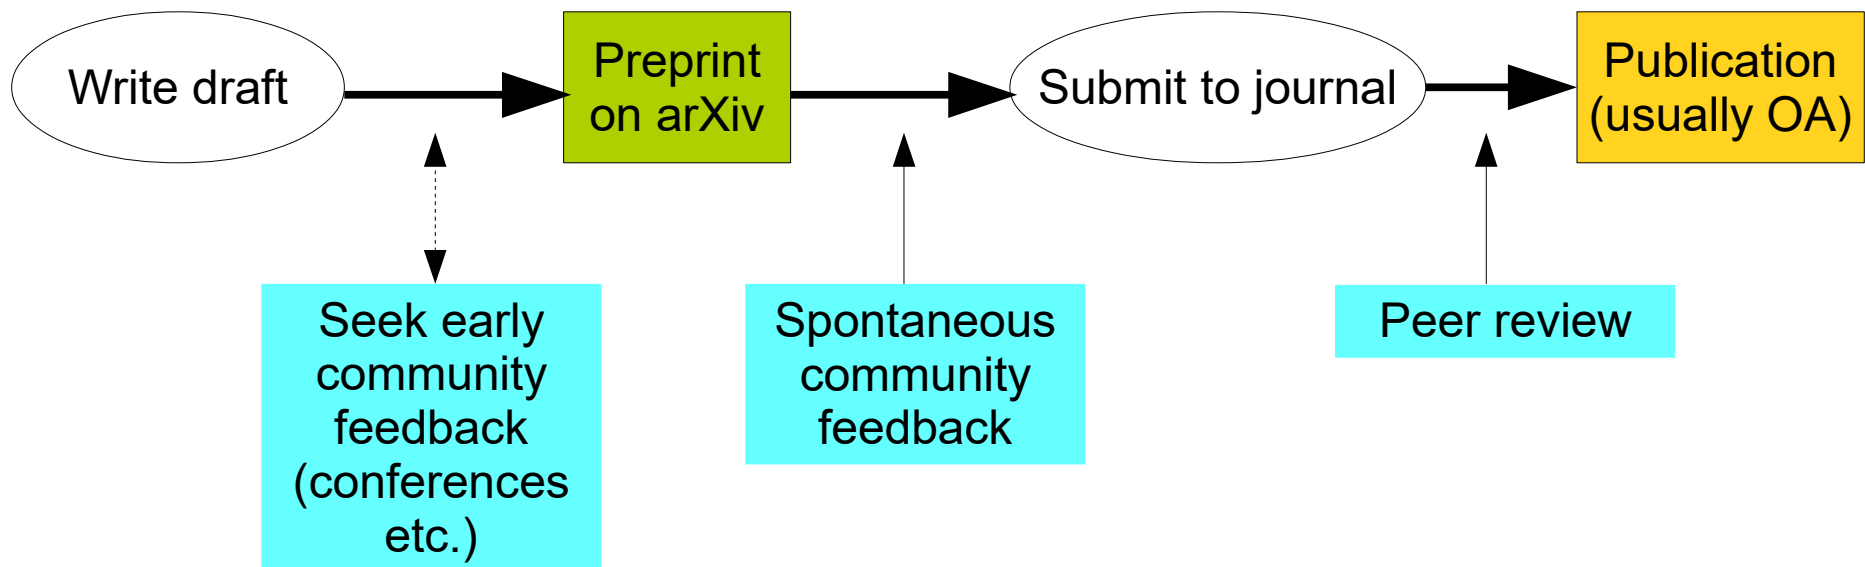 Write draft
Preprint
on arXiv
Submit to journal
Publication
(usually OA)
Seek early
community
feedback
(conferences
etc.)
Spontaneous
community
feedback
Peer review